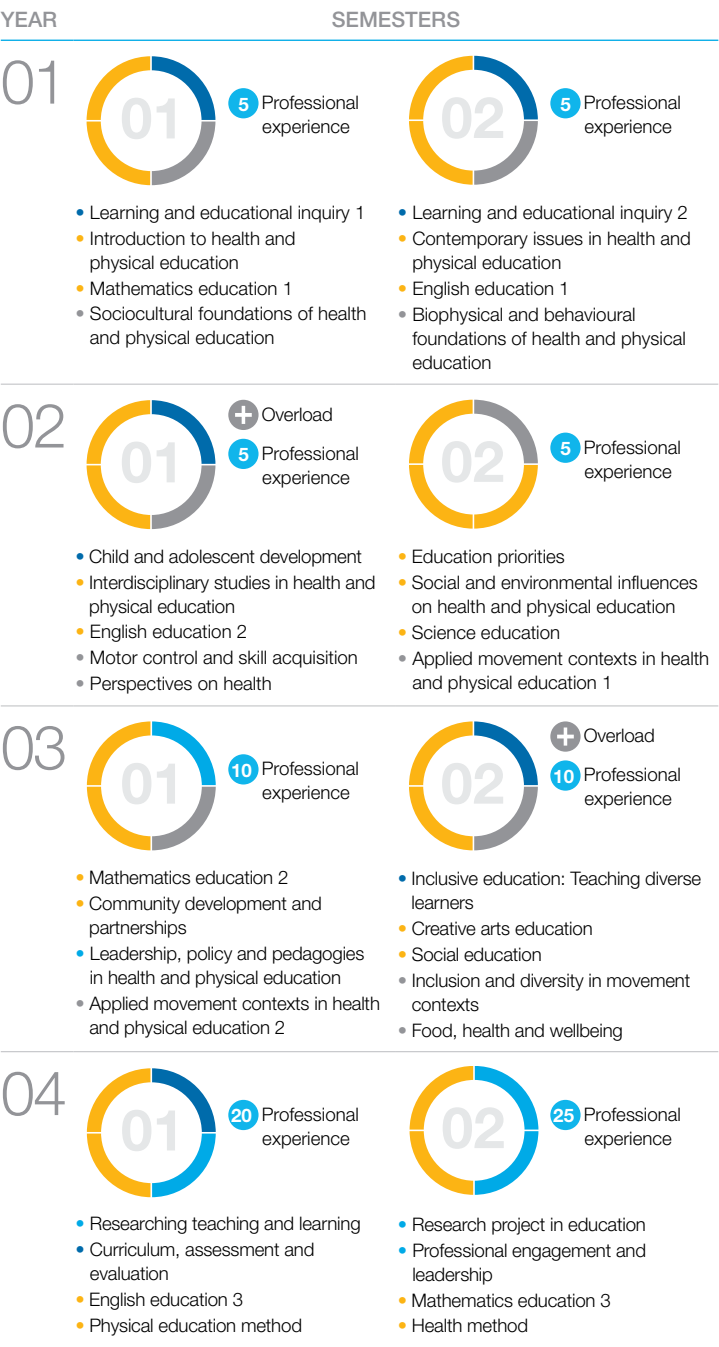 YEAR SEMESTERS
01
01
5 Professional
experience
• Learning and educational inquiry 1
• Introduction to health and
physical education
• Mathematics education 1
• Sociocultural foundations of health
and physical education
02
5 Professional
experience
• Learning and educational inquiry 2
• Contemporary issues in health and
physical education
• English education 1
• Biophysical and behavioural
foundations of health and physical
education
02
01
+ Overload
5 Professional
experience
• Child and adolescent development
• Interdisciplinary studies in health and
physical education
• English education 2
• Motor control and skill acquisition
• Perspectives on health
02
5 Professional
experience
• Education priorities
• Social and environmental influences
on health and physical education
• Science education
• Applied movement contexts in health
and physical education 1
03
01
10 Professional
experience
• Mathematics education 2
• Community development and
partnerships
• Leadership, policy and pedagogies
in health and physical education
• Applied movement contexts in health
and physical education 2
02
+ Overload
10 Professional
experience
• Inclusive education: Teaching diverse
learners
• Creative arts education
• Social education
• Inclusion and diversity in movement
contexts
• Food, health and wellbeing
04
01
20 Professional
experience
• Researching teaching and learning
• Curriculum, assessment and
evaluation
• English education 3
• Physical education method
02
25 Professional
experience
• Research project in education
• Professional engagement and
leadership
• Mathematics education 3
• Health method